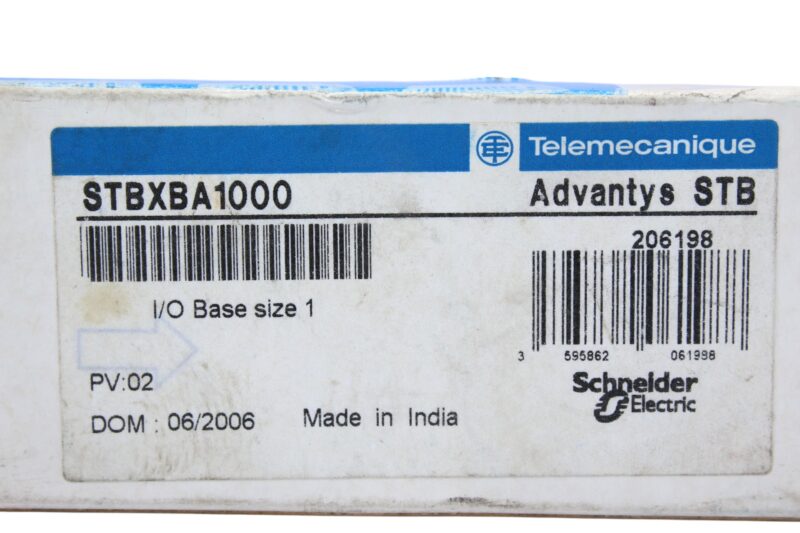 Telemecanique
STBXBA1000
Advantys STB
206198
I/O Base size 1
3 595862 061998
PV:02
Schneider
Electric
DOM : 06/2006 Made in India